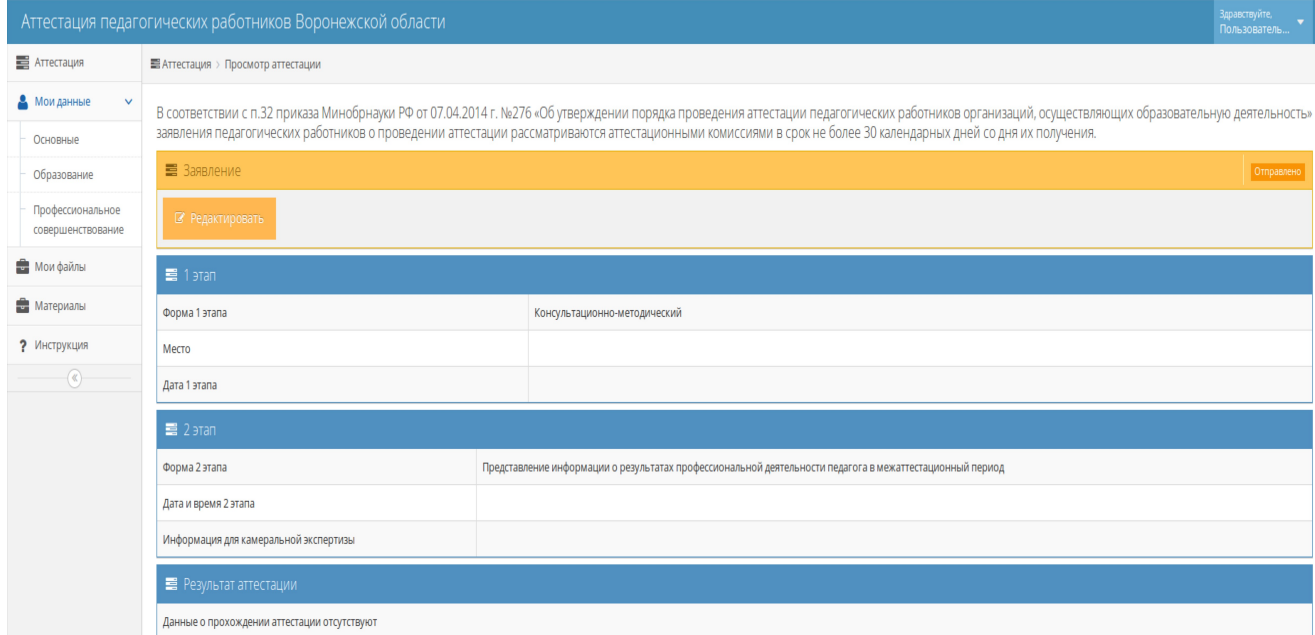 Аттестация педагогических работников Воронежской области
Здравствуйте,
Пользователь...
Аттестация
Мои данные
Основные
Образование
Профессиональное
совершенствование
Мои файлы
Материалы
? Инструкция
Аттестация > Просмотр аттестации
В соответствии с п.32 приказа Минобрнауки РФ от 07.04.2014 г. №276 «Об утверждении порядка проведения аттестации педагогических работников организаций, осуществляющих образовательную деятельность»
заявления педагогических работников о проведении аттестации рассматриваются аттестационными комиссиями в срок не более 30 календарных дней со дня их получения.
Заявление
Отправлено
Редактировать
1 этап
Форма 1 этапа Консультационно-методический
Место
Дата 1 этапа
2 этап
Форма 2 этапа Представление информации о результатах профессиональной деятельности педагога в межаттестационный период
Дата и время 2 этапа
Информация для камеральной экспертизы
Результат аттестации
Данные о прохождении аттестации отсутствуют